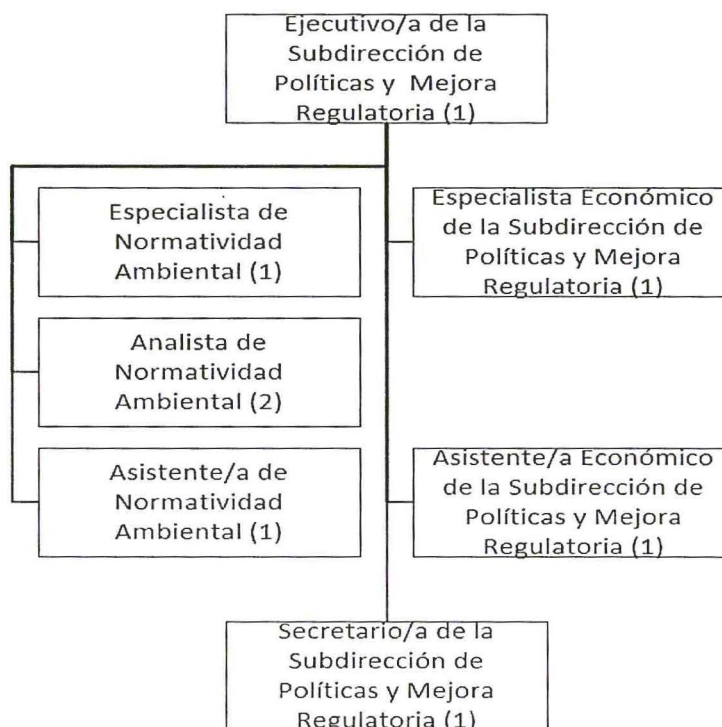 Ejecutivo/a de la
Subdirección de
Políticas y Mejora
Regulatoria (1)
Especialista de
Normatividad
Ambiental (1)
Especialista Económico
de la Subdirección de
Políticas y Mejora
Regulatoria (1)
Analista de
Normatividad
Ambiental (2)
Asistente/a de
Normatividad
Ambiental (1)
Asistente/a Económico
de la Subdirección de
Políticas y Mejora
Regulatoria (1)
Secretario/a de la
Subdirección de
Políticas y Mejora
Regulatoria (1)